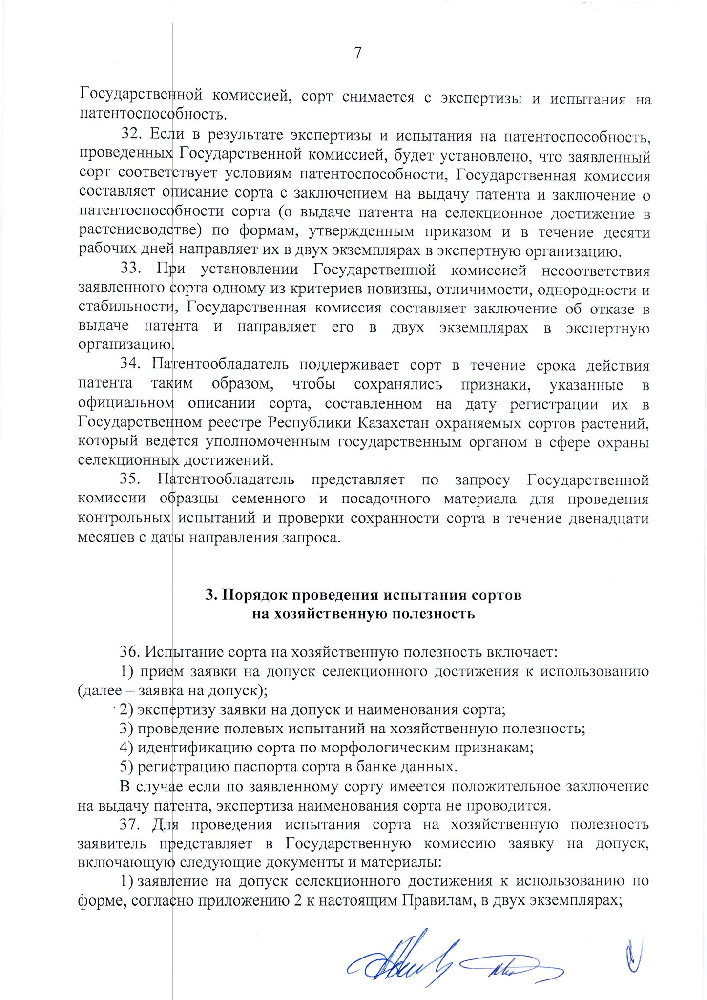 7
Государственной комиссией, сорт снимается с экспертизы и испытания на
патентоспособность.
32. Если в результате экспертизы и испытания на патентоспособность,
проведенных Государственной комиссией, будет установлено, что заявленный
сорт соответствует условиям патентоспособности, Государственная комиссия
составляет описание сорта с заключением на выдачу патента и заключение о
патентоспособности сорта (о выдаче патента на селекционное достижение в
растениеводстве) по формам, утвержденным приказом и в течение десяти
рабочих дней направляет их в двух экземплярах в экспертную организацию.
33. При установлении Государственной комиссией несоответствия
заявленного сорта одному из критериев новизны, отличимости, однородности и
стабильности, Государственная комиссия составляет заключение об отказе в
выдаче патента и направляет его в двух экземплярах в экспертную
организацию.
34. Патентообладатель поддерживает сорт в течение срока действия
патента таким образом, чтобы сохранялись признаки, указанные в
официальном описании сорта, составленном на дату регистрации их в
Государственном реестре Республики Казахстан охраняемых сортов растений,
который ведется уполномоченным государственным органом в сфере охраны
селекционных достижений.
35. Патентообладатель представляет по запросу Государственной
комиссии образцы семенного и посадочного материала для проведения
контрольных испытаний и проверки сохранности сорта в течение двенадцати
месяцев с даты направления запроса.
3. Порядок проведения испытания сортов
на хозяйственную полезность
36. Испытание сорта на хозяйственную полезность включает:
1) прием заявки на допуск селекционного достижения к использованию
(далее – заявка на допуск);
2) экспертизу заявки на допуск и наименования сорта;
3) проведение полевых испытаний на хозяйственную полезность;
4) идентификацию сорта по морфологическим признакам;
5) регистрацию паспорта сорта в банке данных.
В случае если по заявленному сорту имеется положительное заключение
на выдачу патента, экспертиза наименования сорта не проводится.
37. Для проведения испытания сорта на хозяйственную полезность
заявитель представляет в Государственную комиссию заявку на допуск,
включающую следующие документы и материалы:
1) заявление на допуск селекционного достижения к использованию по
форме, согласно приложению 2 к настоящим Правилам, в двух экземплярах;